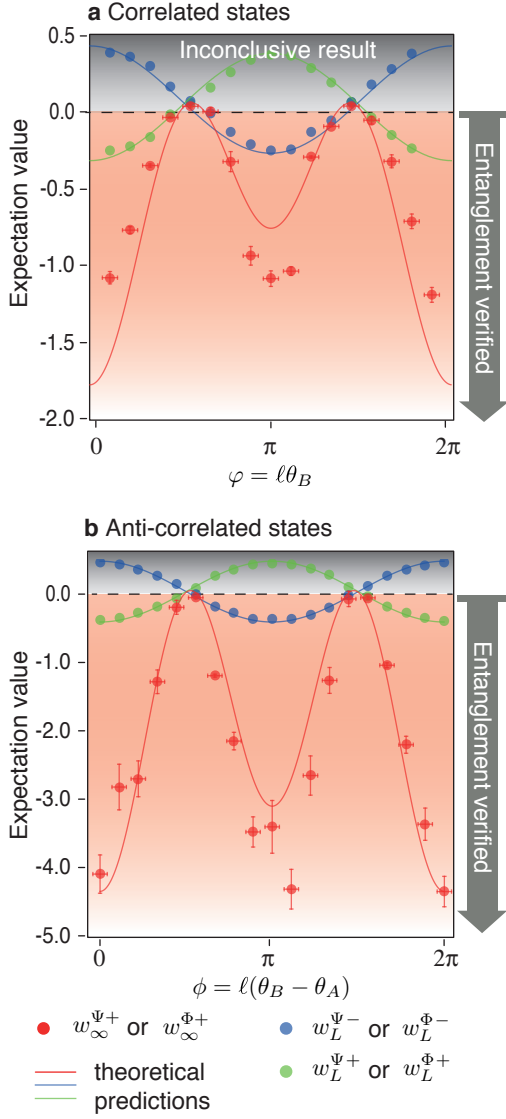 a Correlated states
0.5
0.0
-0.5
-1.0
-1.5
-2.0
Expectation value
Inconclusive result
Entanglement verified
0 π 2π
φ = ℓθ_B
b Anti-correlated states
0.0
-1.0
-2.0
-3.0
-4.0
-5.0
Expectation value
Entanglement verified
0 π 2π
ϕ = ℓ(θ_B − θ_A)
w_∞^{Ψ+} or w_∞^{Φ+}
w_L^{Ψ−} or w_L^{Φ−}
w_L^{Ψ+} or w_L^{Φ+}
theoretical
predictions